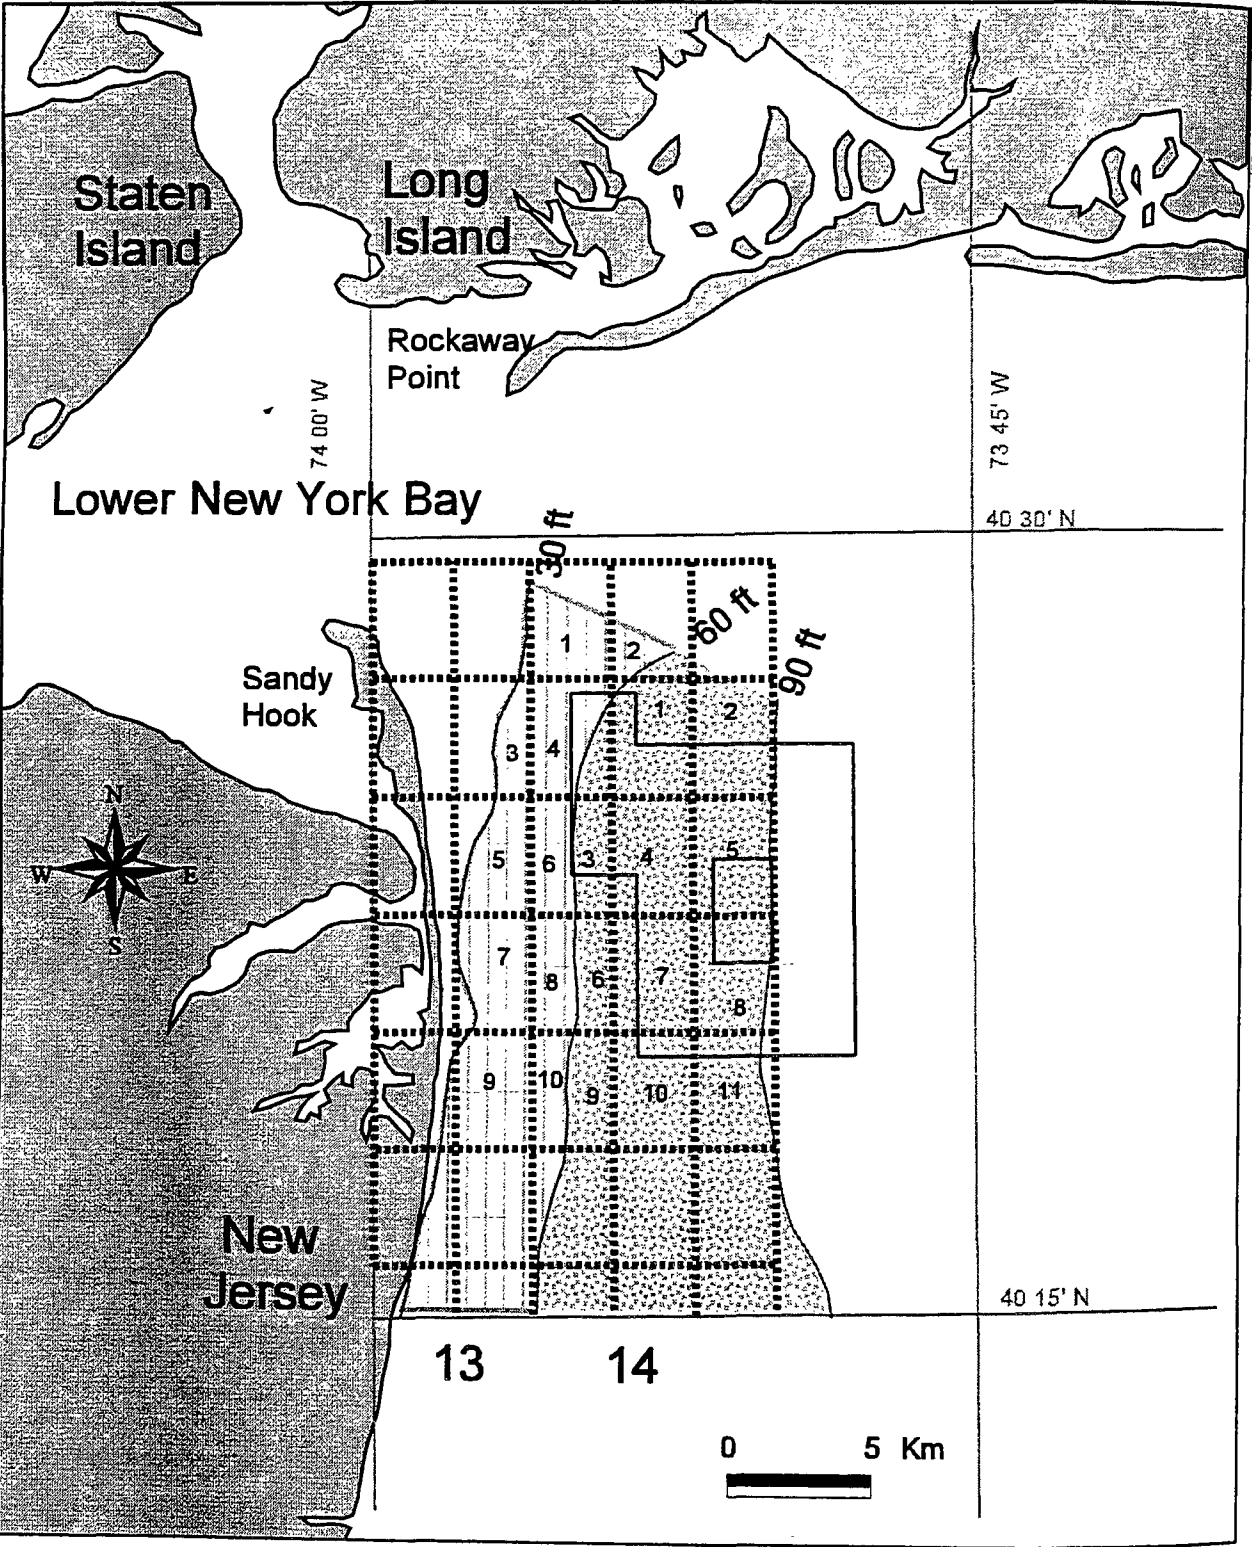 Staten
Island
Long
Island
Rockaway
Point
74 00' W
73 45' W
Lower New York Bay
40 30' N
30 ft
60 ft
90 ft
1
2
Sandy
Hook
1
2
3
4
N
W
E
S
5
6
3
4
5
7
8
6
7
8
9
10
9
10
11
New
Jersey
40 15' N
13
14
0 5 Km